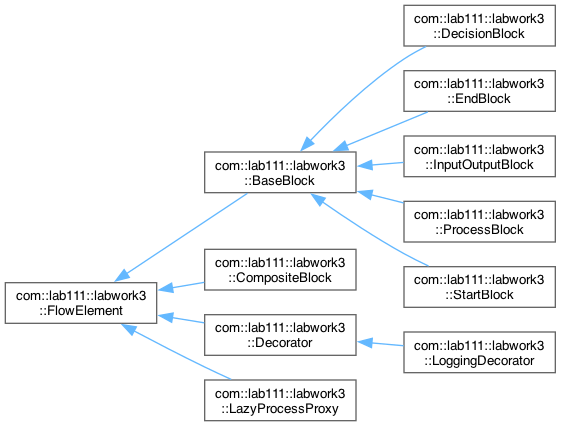 com::lab111::labwork3
::DecisionBlock
com::lab111::labwork3
::EndBlock
com::lab111::labwork3
::InputOutputBlock
com::lab111::labwork3
::BaseBlock
com::lab111::labwork3
::ProcessBlock
com::lab111::labwork3
::StartBlock
com::lab111::labwork3
::CompositeBlock
com::lab111::labwork3
::FlowElement
com::lab111::labwork3
::Decorator
com::lab111::labwork3
::LoggingDecorator
com::lab111::labwork3
::LazyProcessProxy